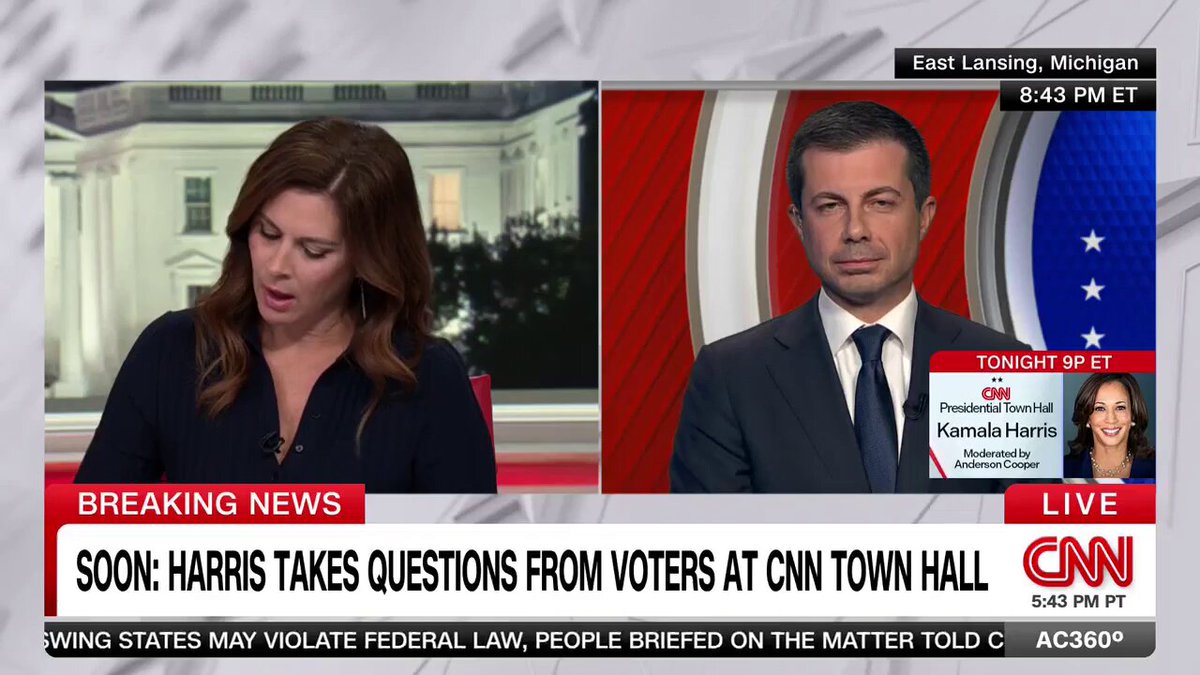 East Lansing, Michigan
8:43 PM ET
TONIGHT 9P ET
CNN
Presidential Town Hall
Kamala Harris
Moderated by
Anderson Cooper
BREAKING NEWS
LIVE
SOON: HARRIS TAKES QUESTIONS FROM VOTERS AT CNN TOWN HALL
CNN
5:43 PM PT
SWING STATES MAY VIOLATE FEDERAL LAW, PEOPLE BRIEFED ON THE MATTER TOLD C
AC360º